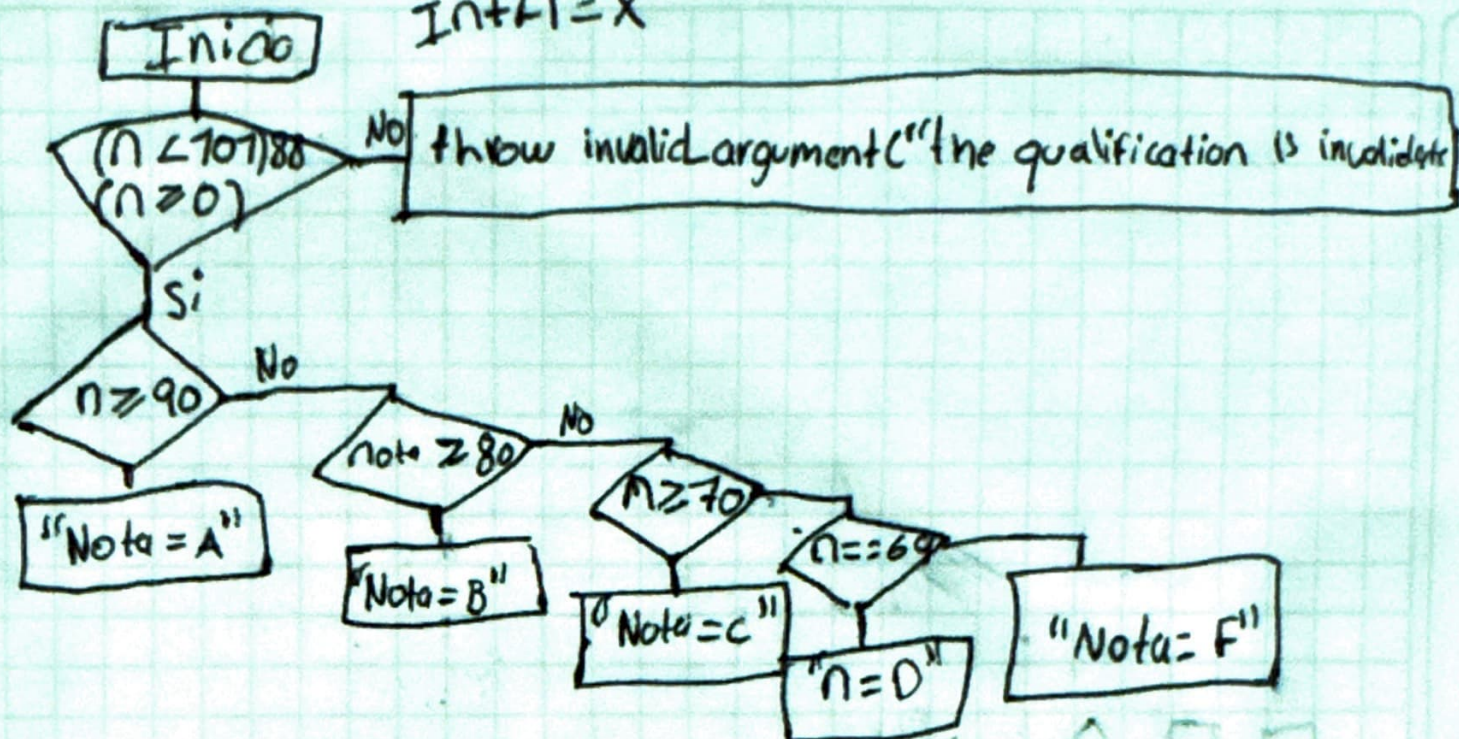 Inicio
(n < 101) &&
(n ≥ 0)
No
throw invalid argument ("the qualification is
Si
n ≥ 90
No
nota ≥ 80
No
n ≥ 70
n == 69
"Nota = A"
"Nota = B"
"Nota = C"
"n = D"
"Nota = F"